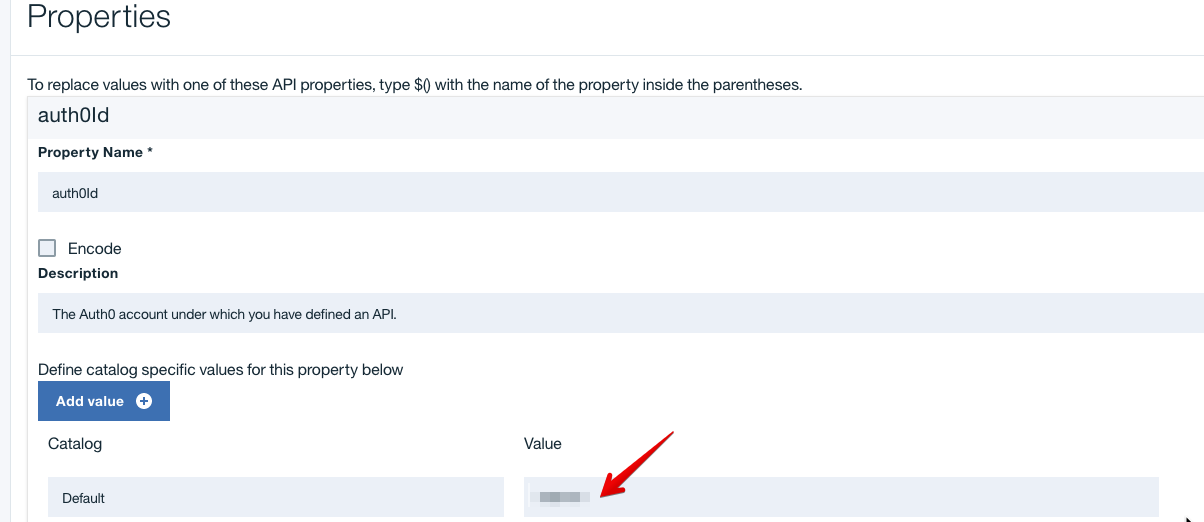 Properties
To replace values with one of these API properties, type $() with the name of the property inside the parentheses.
auth0Id
Property Name *
auth0Id
Encode
Description
The Auth0 account under which you have defined an API.
Define catalog specific values for this property below
Add value
Catalog Value
Default